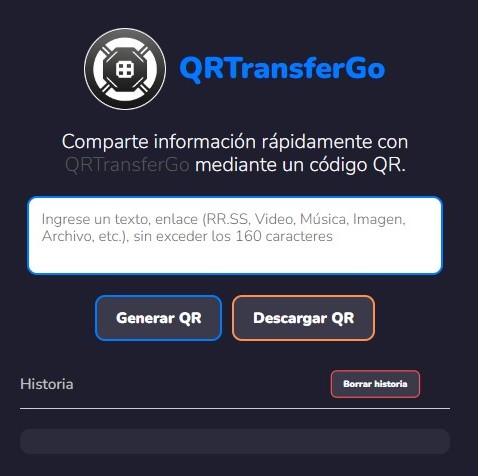 QRTransferGo
Comparte información rápidamente con
QRTransferGo mediante un código QR.
Ingrese un texto, enlace (RR.SS, Video, Música, Imagen,
Archivo, etc.), sin exceder los 160 caracteres
Generar QR
Descargar QR
Historia
Borrar historia